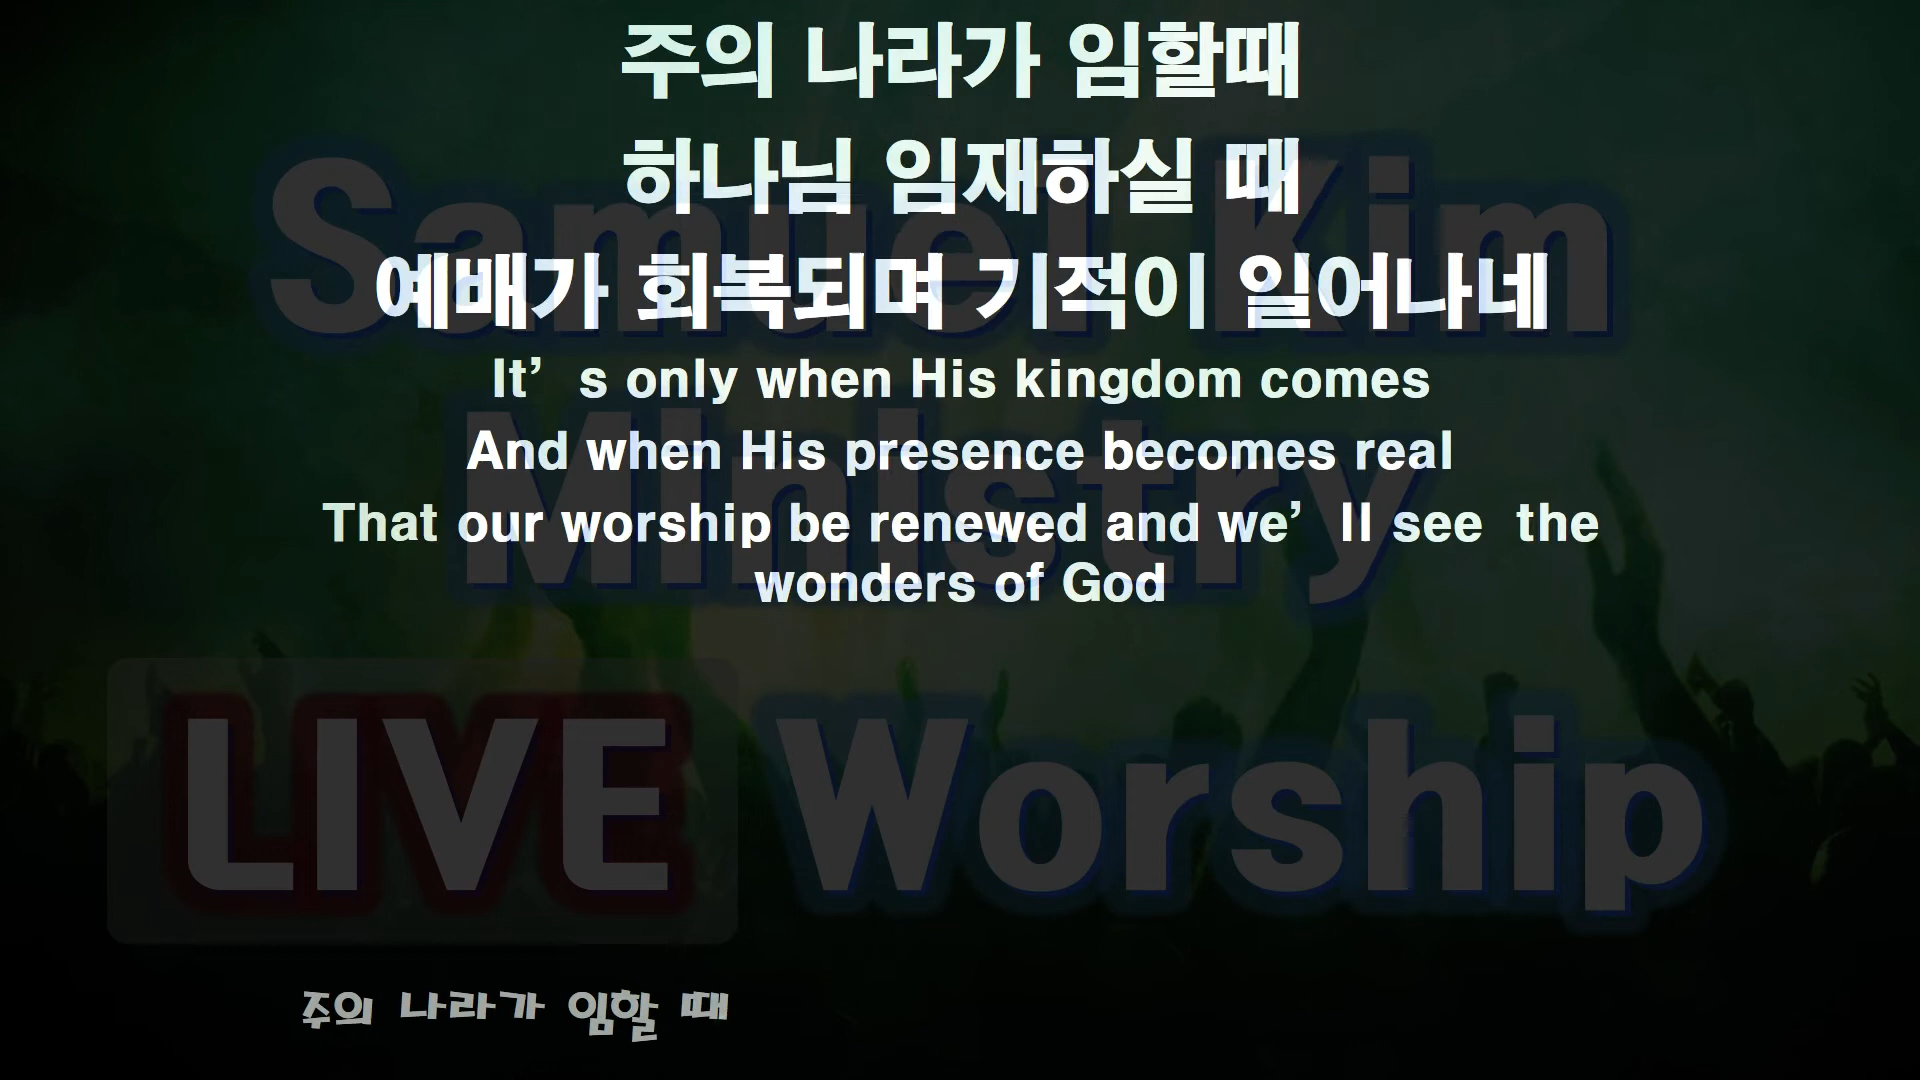 주의 나라가 임할때
하나님 임재하실 때
예배가 회복되며 기적이 일어나네
It’s only when His kingdom comes
And when His presence becomes real
That our worship be renewed and we’ll see the
wonders of God
Samuel Kim
Ministry
LIVE Worship
주의 나라가 임할 때